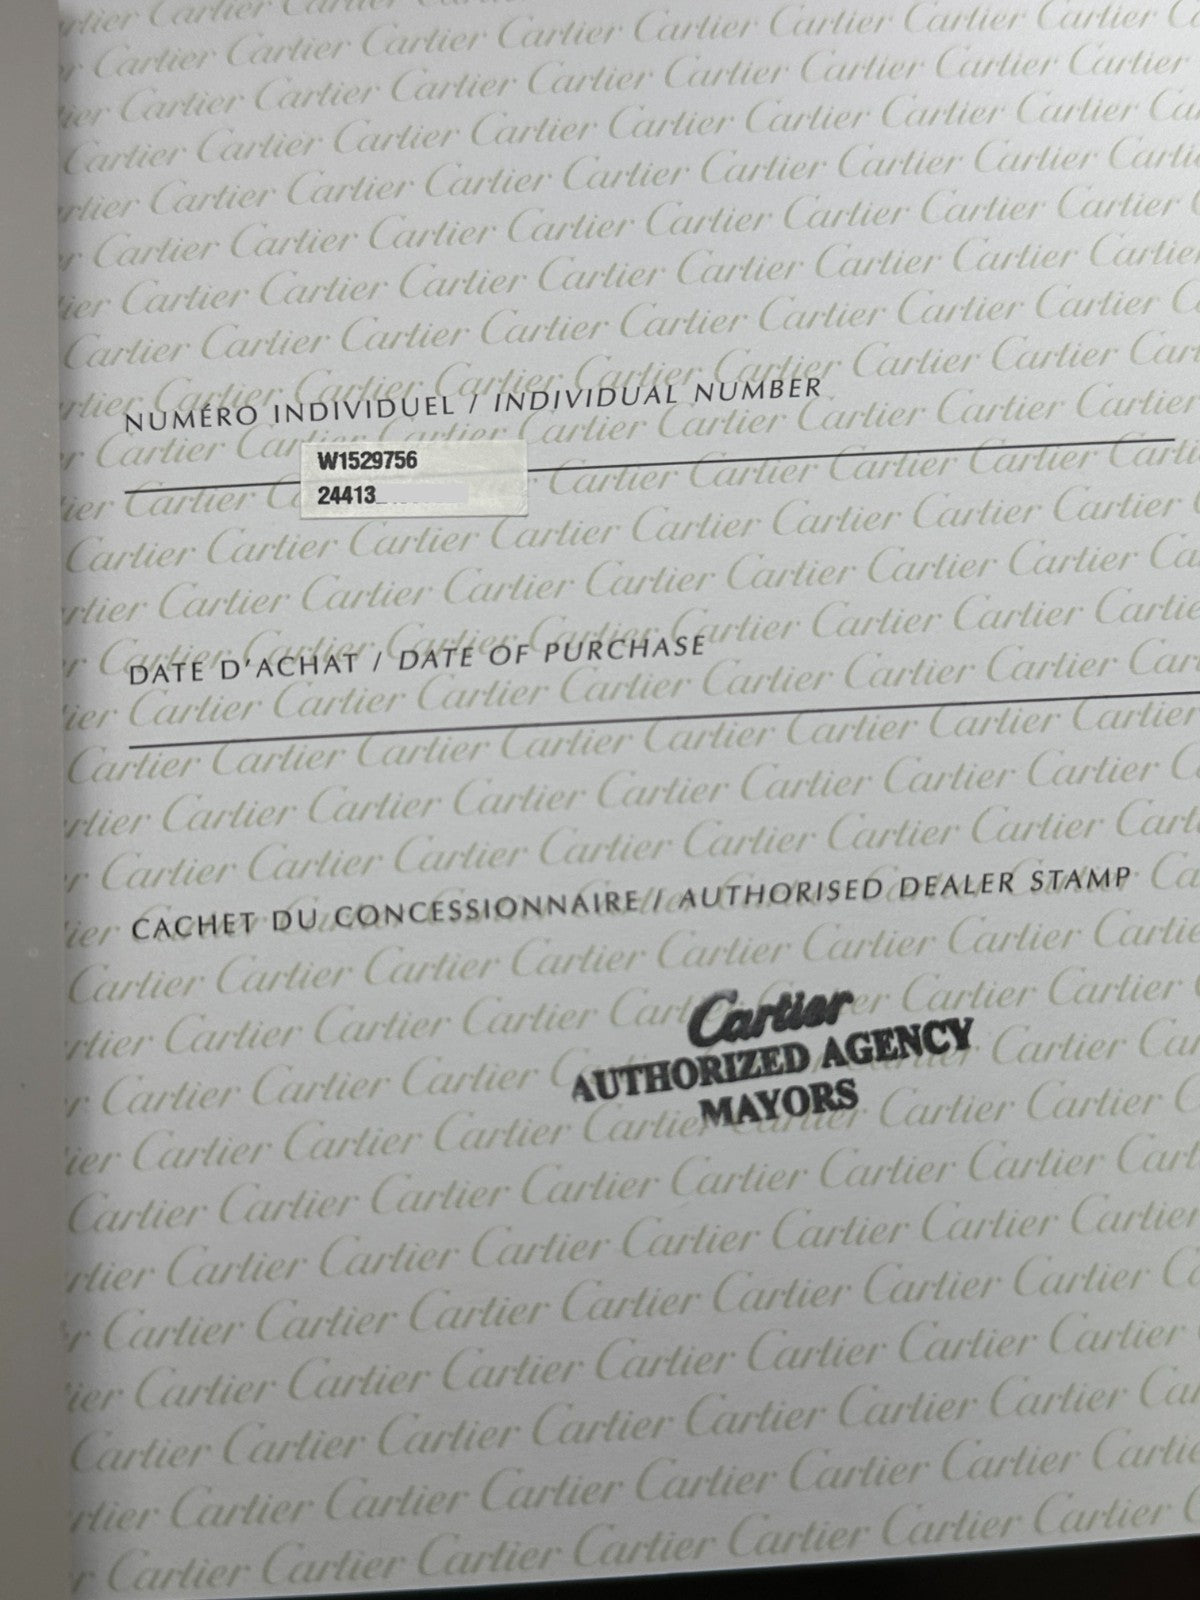 NUMÉRO INDIVIDUEL / INDIVIDUAL NUMBER
W1529756
24413
DATE D'ACHAT / DATE OF PURCHASE
CACHET DU CONCESSIONNAIRE / AUTHORISED DEALER STAMP
Cartier
AUTHORIZED AGENCY
MAYORS